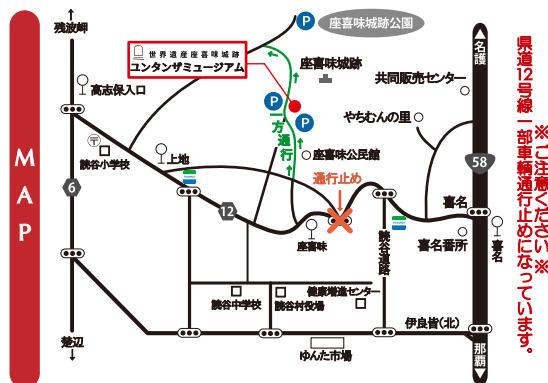 MAP
残波岬
座喜味城跡公園
P
世界遺産座喜味城跡
ユンタンザミュージアム
座喜味城跡
名護
共同販売センター
高志保入口
P
P
やちむんの里
一方通行
〒
読谷小学校
上地
座喜味公民館
58
通行止め
6
12
喜名
座喜味
読谷道路
喜名番所
喜名
健康増進センター
読谷中学校
読谷村役場
伊良皆(北)
楚辺
ゆんた市場
那覇
※ご注意ください※
県道12号線一部車輌通行止めになっています。